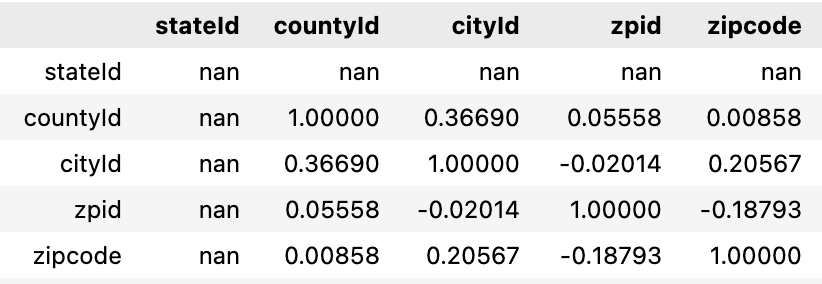 stateId countyId cityId zpid zipcode
stateId nan nan nan nan nan
countyId nan 1.00000 0.36690 0.05558 0.00858
cityId nan 0.36690 1.00000 -0.02014 0.20567
zpid nan 0.05558 -0.02014 1.00000 -0.18793
zipcode nan 0.00858 0.20567 -0.18793 1.00000